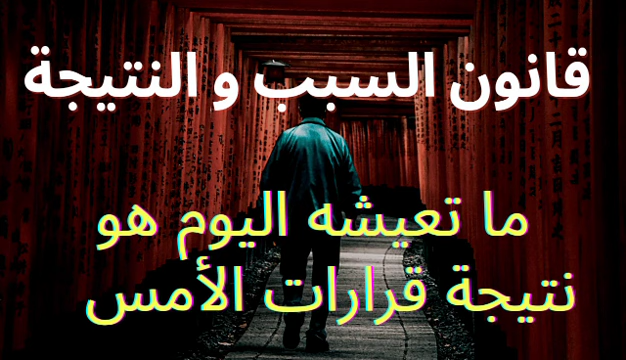 قانون السبب و النتيجة
ما تعيشه اليوم هو
نتيجة قرارات الأمس